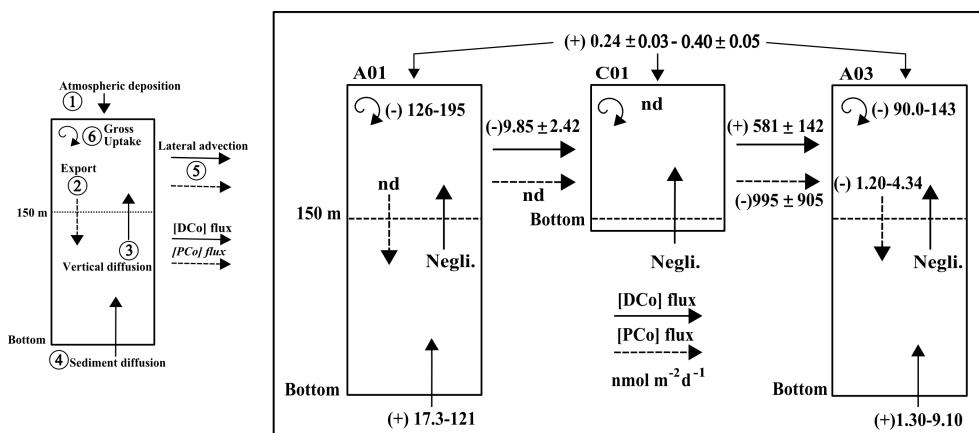 Atmospheric deposition
①
⑥ Gross
Uptake
Lateral advection
⑤
Export
②
150 m
③
[DCo] flux
[PCo] flux
Vertical diffusion
Bottom
④ Sediment diffusion
(+) 0.24 ± 0.03 - 0.40 ± 0.05
A01
C01
A03
(-) 126-195
nd
(-) 90.0-143
(-)9.85 ± 2.42
(+) 581 ± 142
nd
nd
(-) 1.20-4.34
(-)995 ± 905
150 m
Bottom
Negli.
Negli.
Negli.
[DCo] flux
[PCo] flux
nmol m⁻² d⁻¹
Bottom
Bottom
(+) 17.3-121
(+)1.30-9.10